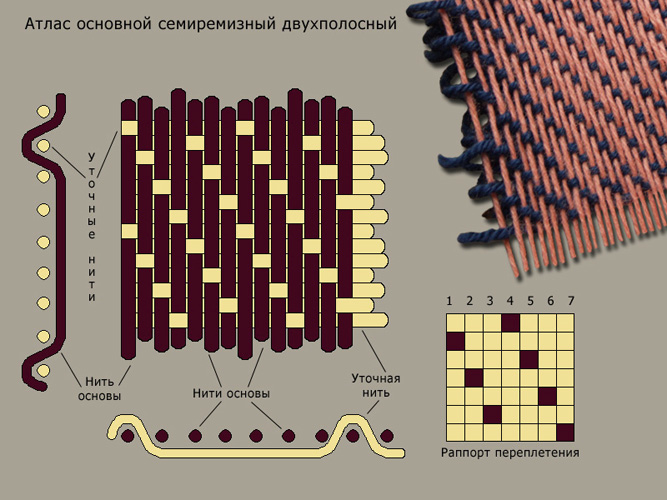 Атлас основной семиремизный двухполосный
Уточные нити
Нить
основы
Нити основы
Уточная
нить
1 2 3 4 5 6 7
Раппорт переплетения